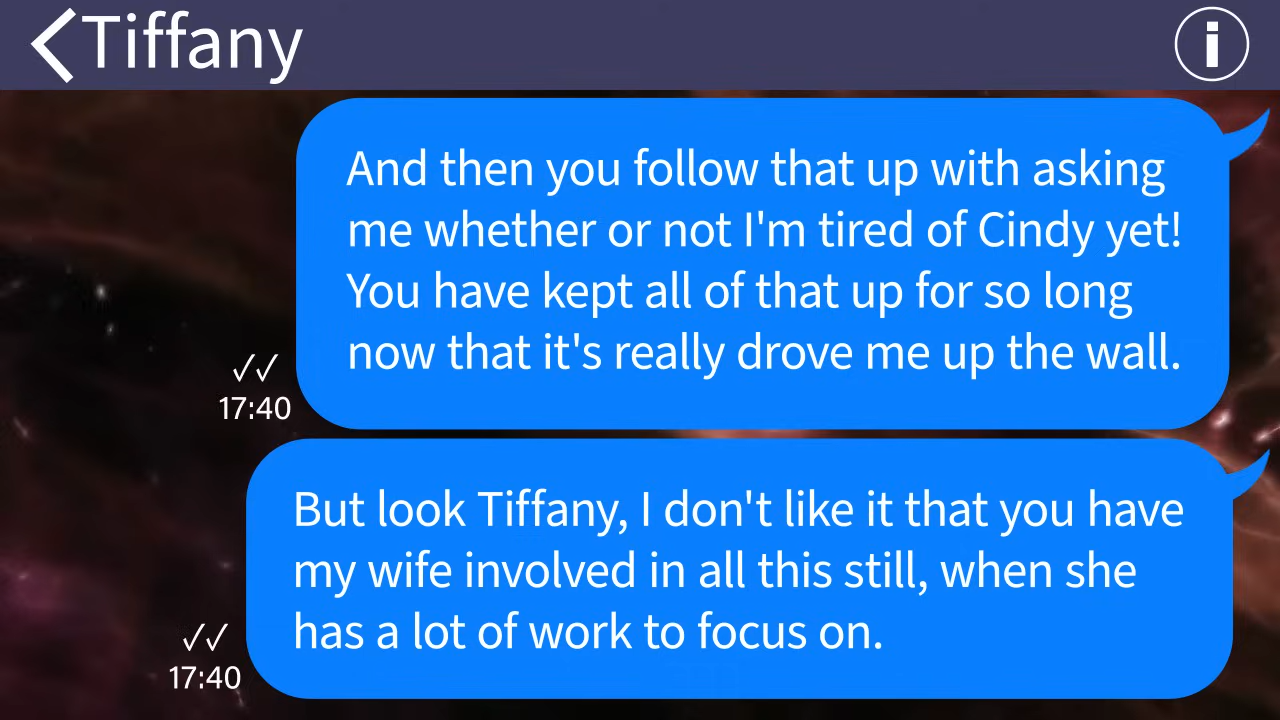 Tiffany
And then you follow that up with asking
me whether or not I'm tired of Cindy yet!
You have kept all of that up for so long
now that it's really drove me up the wall.
17:40
But look Tiffany, I don't like it that you have
my wife involved in all this still, when she
has a lot of work to focus on.
17:40